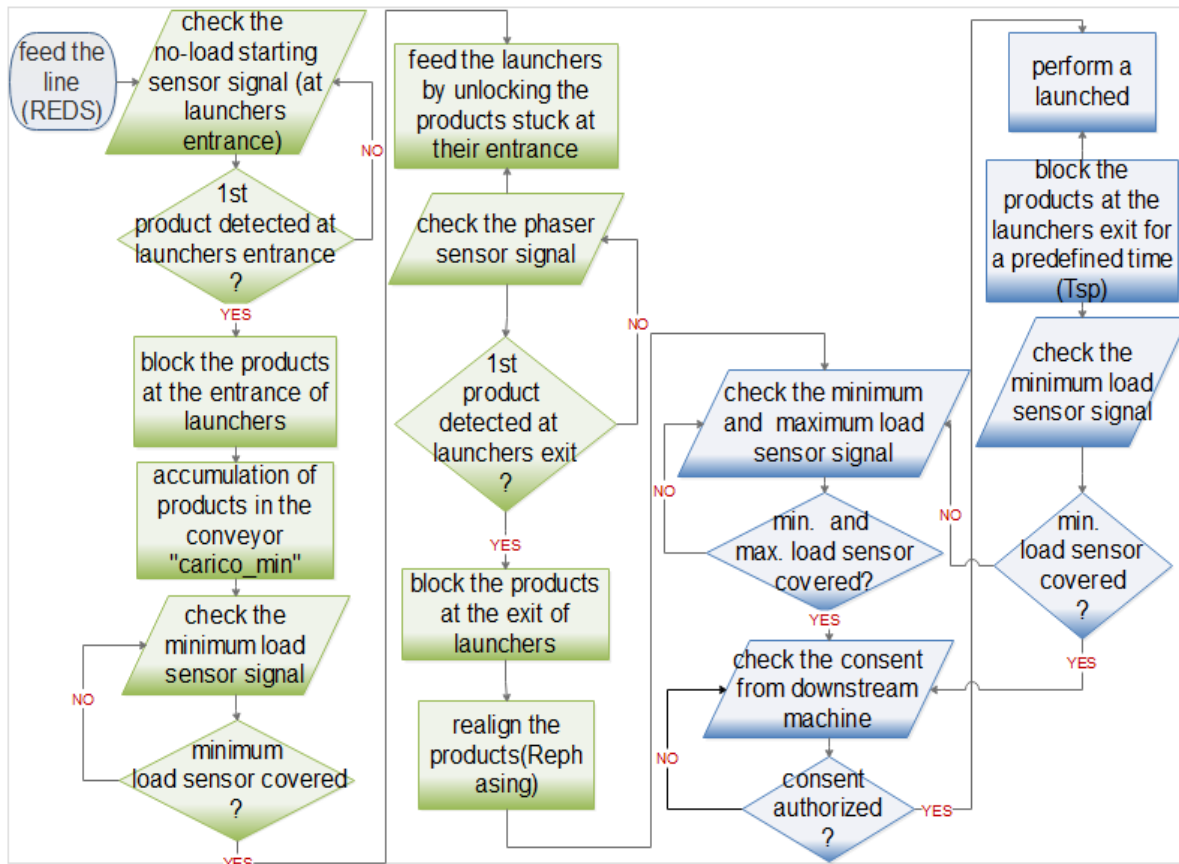 feed the
line
(REDS)
check the
no-load starting
sensor signal (at
launchers
entrance)
NO
1st
product detected at
launchers entrance
?
YES
block the products
at the entrance of
launchers
accumulation of
products in the
conveyor
"carico_min"
check the
minimum load
sensor signal
NO
minimum
load sensor covered
?
YES
feed the launchers
by unlocking the
products stuck at
their entrance
check the phaser
sensor signal
NO
1st
product
detected at
launchers exit
?
YES
block the products
at the exit of
launchers
realign the
products(Reph
asing)
check the minimum
and maximum load
sensor signal
NO
min. and
max. load sensor
covered?
YES
check the consent
from downstream
machine
NO
consent
authorized
?
YES
perform a
launched
block the
products at the
launchers exit for
a predefined time
(Tsp)
check the
minimum load
sensor signal
NO
min.
load sensor
covered
?
YES